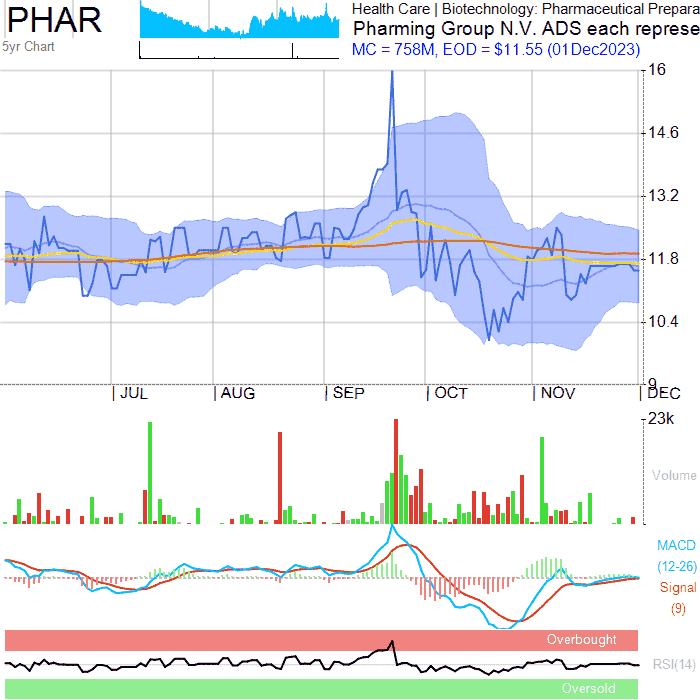 PHAR
5yr Chart
Health Care | Biotechnology: Pharmaceutical Prepara
Pharming Group N.V. ADS each represe
MC = 758M, EOD = $11.55 (01Dec2023)
16
14.6
13.2
11.8
10.4
9
JUL AUG SEP OCT NOV DEC
23k
Volume
MACD
(12-26)
Signal
(9)
Overbought
RSI(14)
Oversold